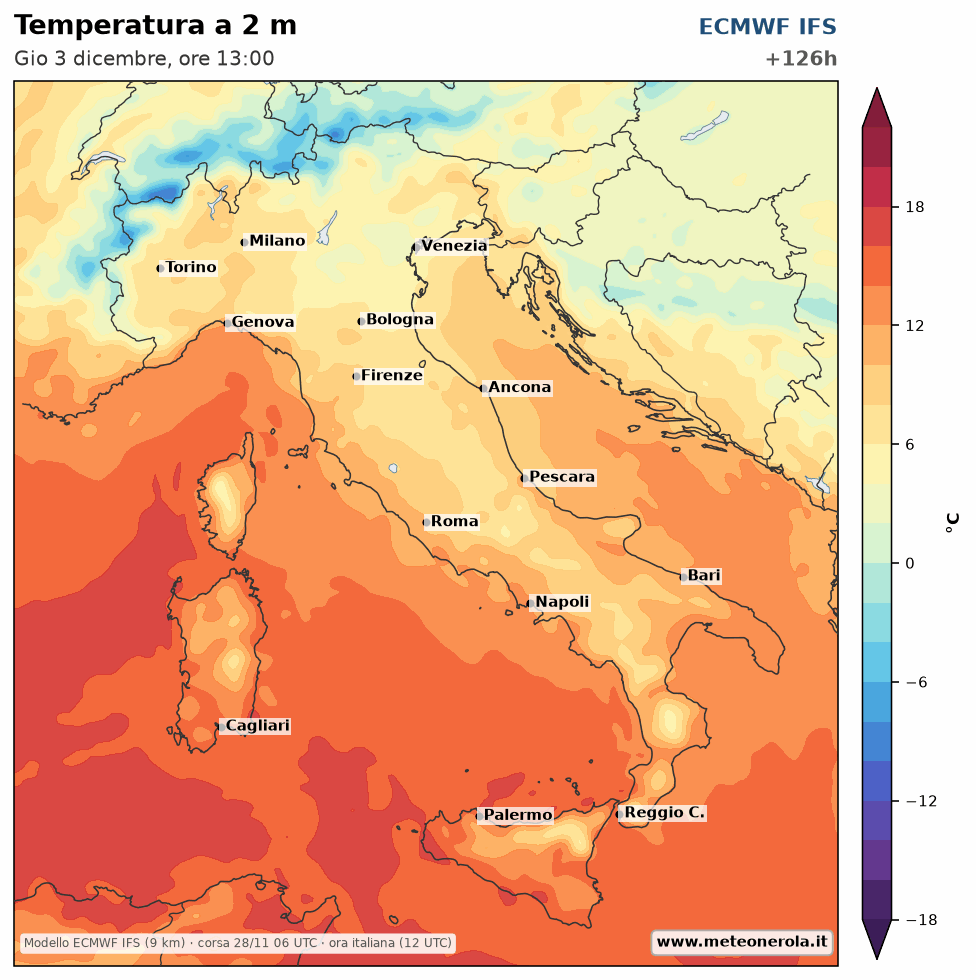 Temperatura a 2 m
ECMWF IFS
Gio 3 dicembre, ore 13:00
+126h
Milano
Venezia
Torino
Genova
Bologna
Firenze
Ancona
Pescara
Roma
Bari
Napoli
Cagliari
Palermo
Reggio C.
18
12
6
0
−6
−12
−18
°C
Modello ECMWF IFS (9 km) · corsa 28/11 06 UTC · ora italiana (12 UTC)
www.meteonerola.it